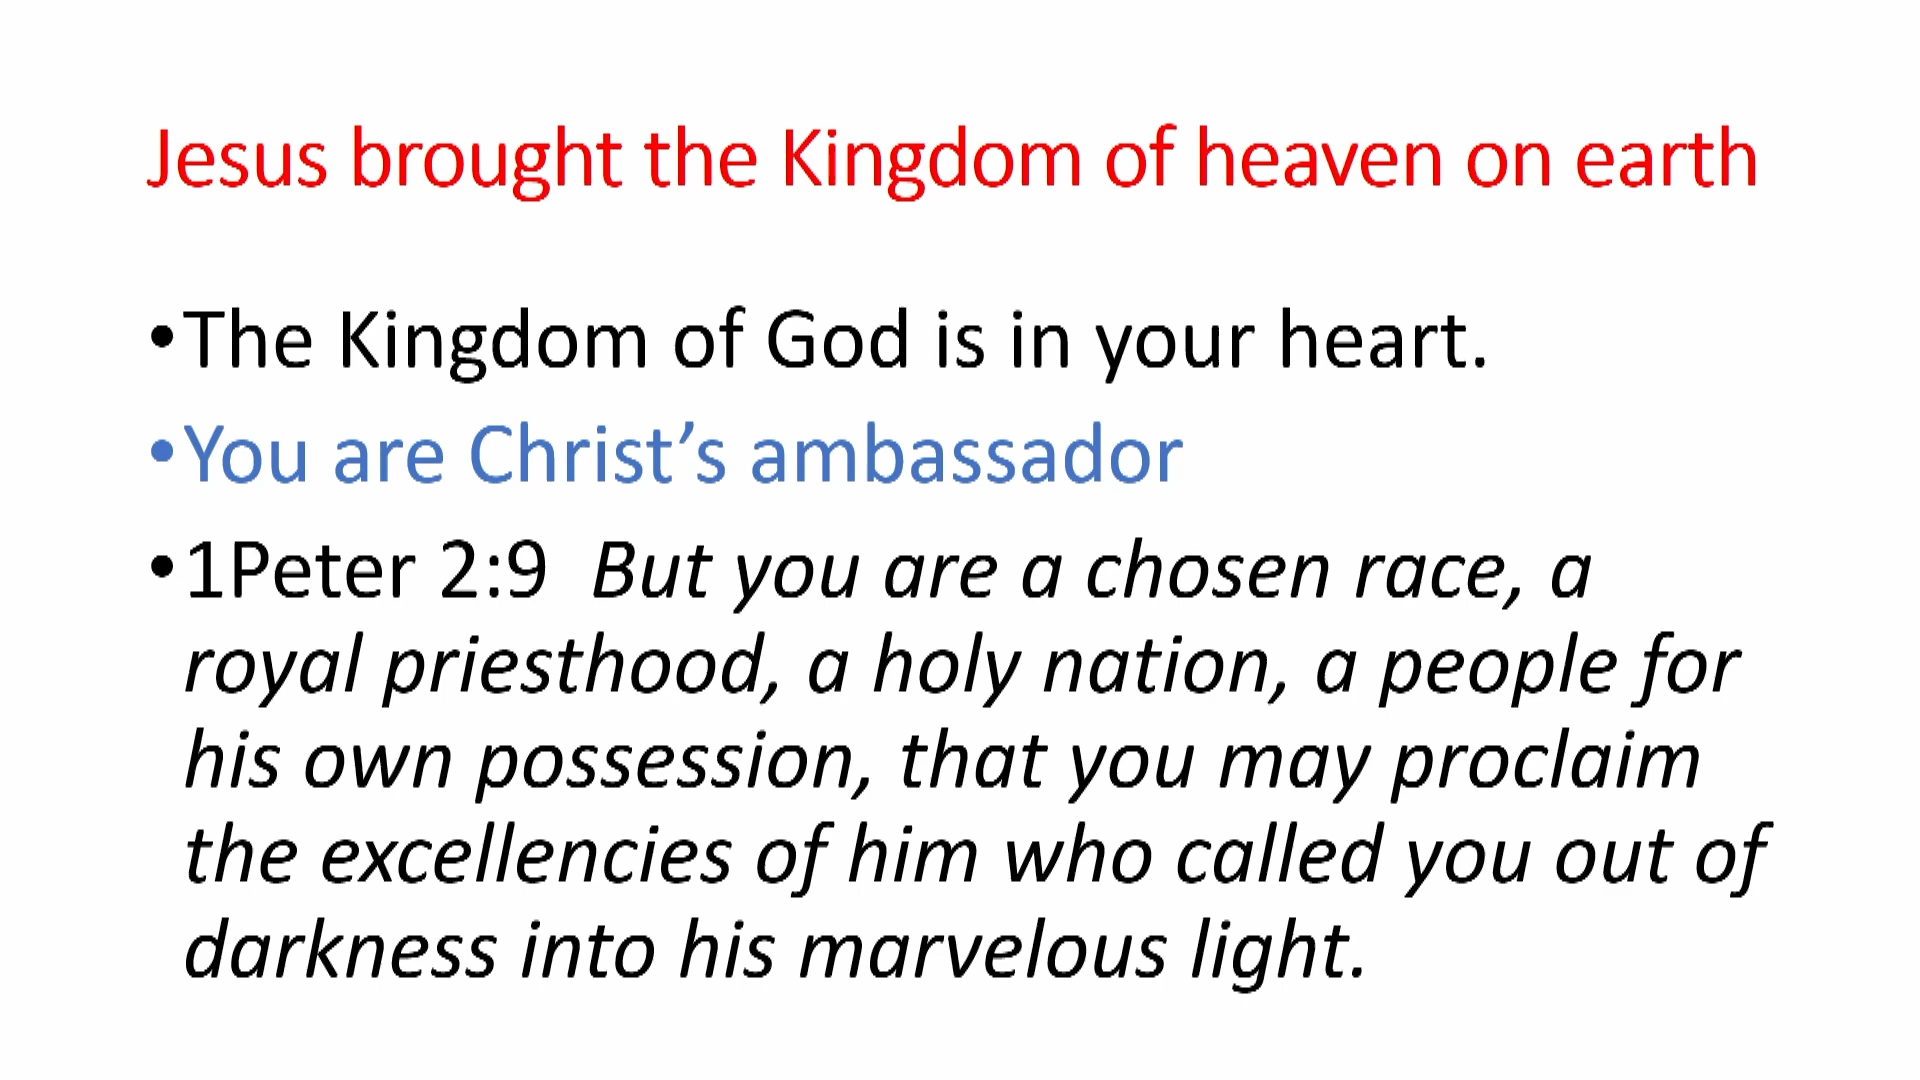 Jesus brought the Kingdom of heaven on earth
•The Kingdom of God is in your heart.
•You are Christ’s ambassador
•1Peter 2:9  But you are a chosen race, a
royal priesthood, a holy nation, a people for
his own possession, that you may proclaim
the excellencies of him who called you out of
darkness into his marvelous light.